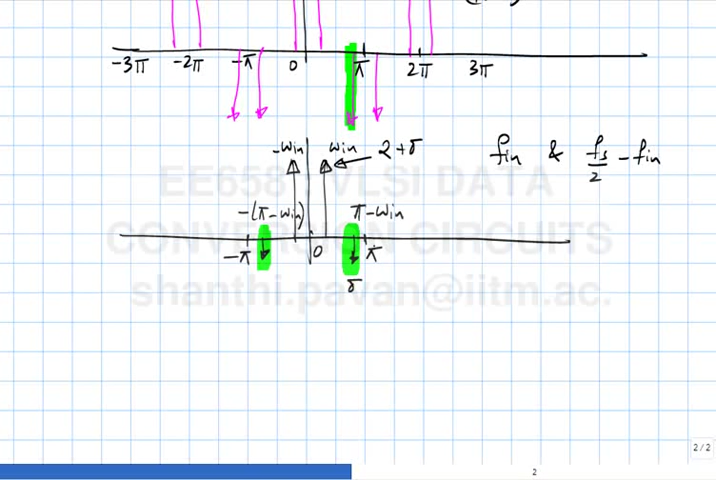 -3π -2π -π 0 π 2π 3π
-win win 2+δ fin & fs/2 - fin
-(π-win) π-win
-π 0 π
δ
EE658: VLSI DATA
CONVERSION CIRCUITS
shanthi.pavan@iitm.ac.
2/2
2